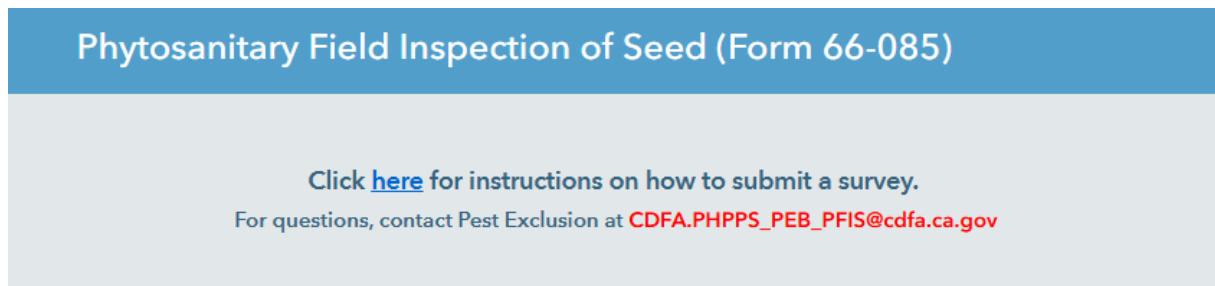 Phytosanitary Field Inspection of Seed (Form 66-085)
Click here for instructions on how to submit a survey.
For questions, contact Pest Exclusion at CDFA.PHPPS_PEB_PFIS@cdfa.ca.gov